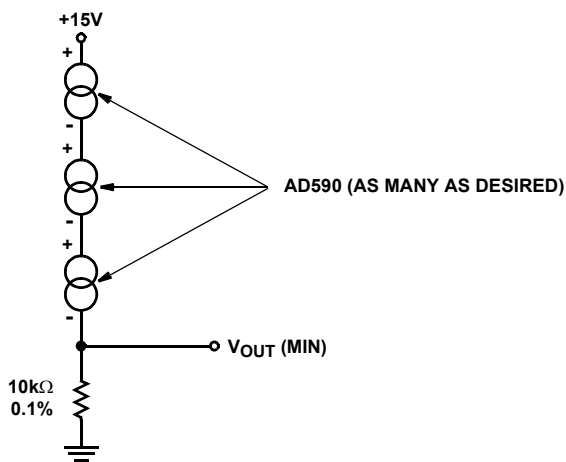 +15V
+
-
+
AD590 (AS MANY AS DESIRED)
-
+
-
VOUT (MIN)
10kΩ
0.1%